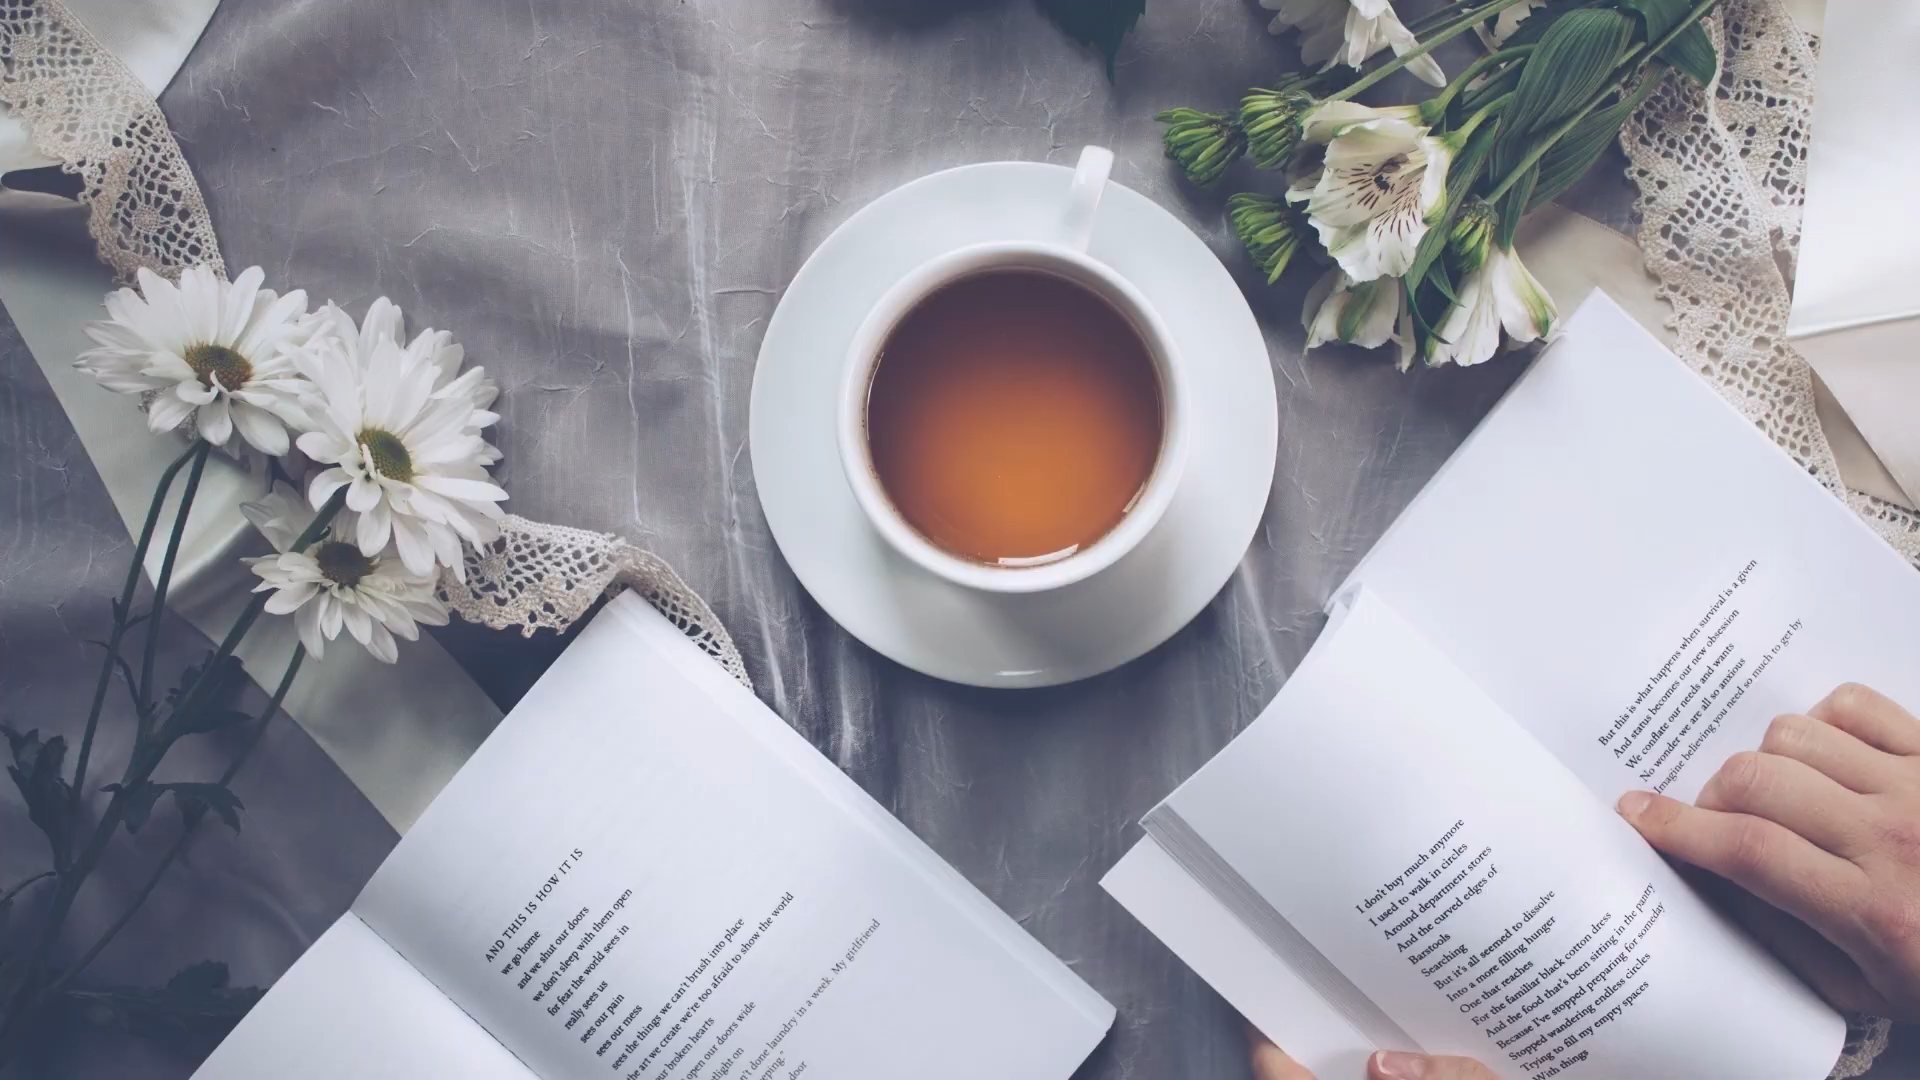 AND THIS IS HOW IT IS
we go home
and we shut our doors
we don't sleep with them open
for fear the world sees in
really sees us
sees our pain
sees our mess
sees the things we can't brush into place
the art we create we're too afraid to show the world
our broken hearts
open our doors wide
light on
n't done laundry in a week. My girlfriend
eeping."
door
I don't buy much anymore
I used to walk in circles
Around department stores
And the curved edges of
Barstools
Searching
But it's all seemed to dissolve
Into a more filling hunger
One that reaches
For the familiar black cotton dress
And the food that's been sitting in the pantry
Because I've stopped preparing for someday
Stopped wandering endless circles
Trying to fill my empty spaces
With things
But this is what happens when survival is a given
And status becomes our new obsession
We conflate our needs and wants
No wonder we are all so anxious
Imagine believing you need so much to get by